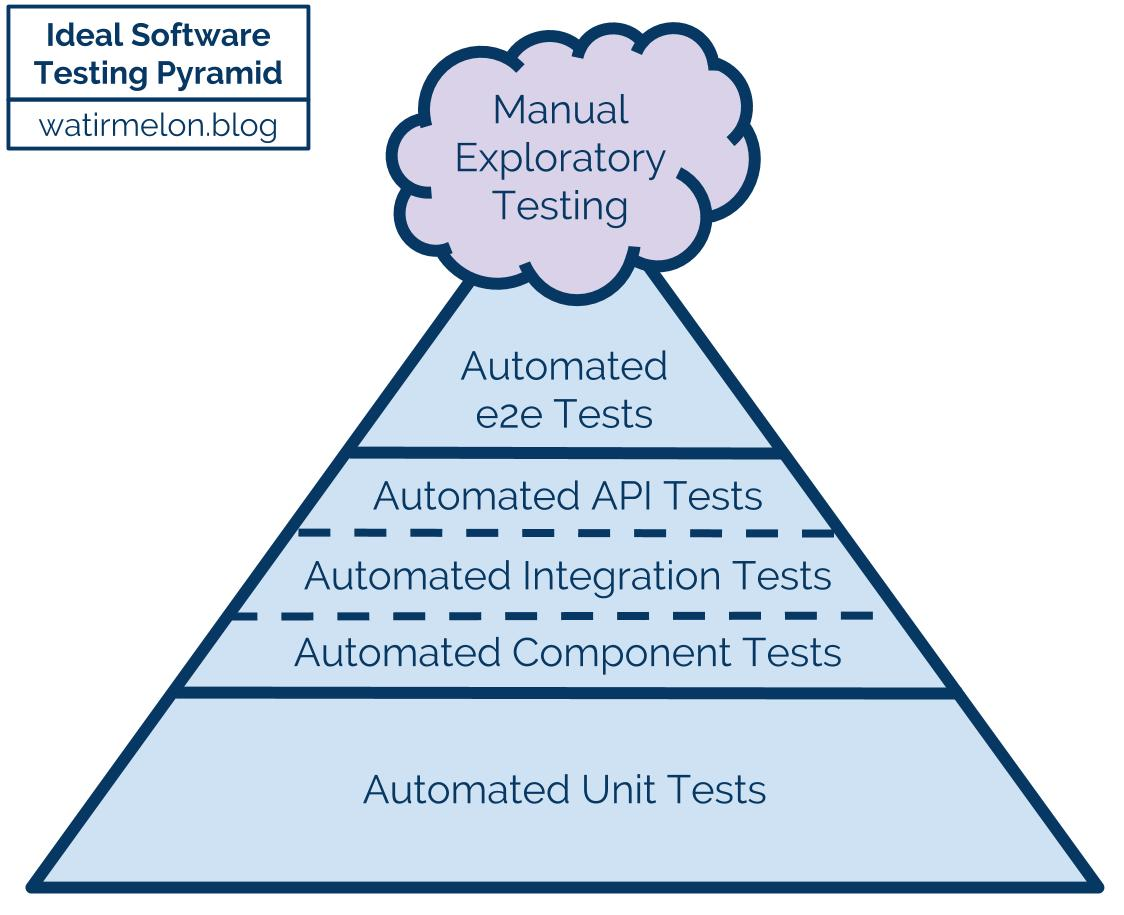 Ideal Software
Testing Pyramid
watirmelon.blog
Manual
Exploratory
Testing
Automated
e2e Tests
Automated API Tests
Automated Integration Tests
Automated Component Tests
Automated Unit Tests